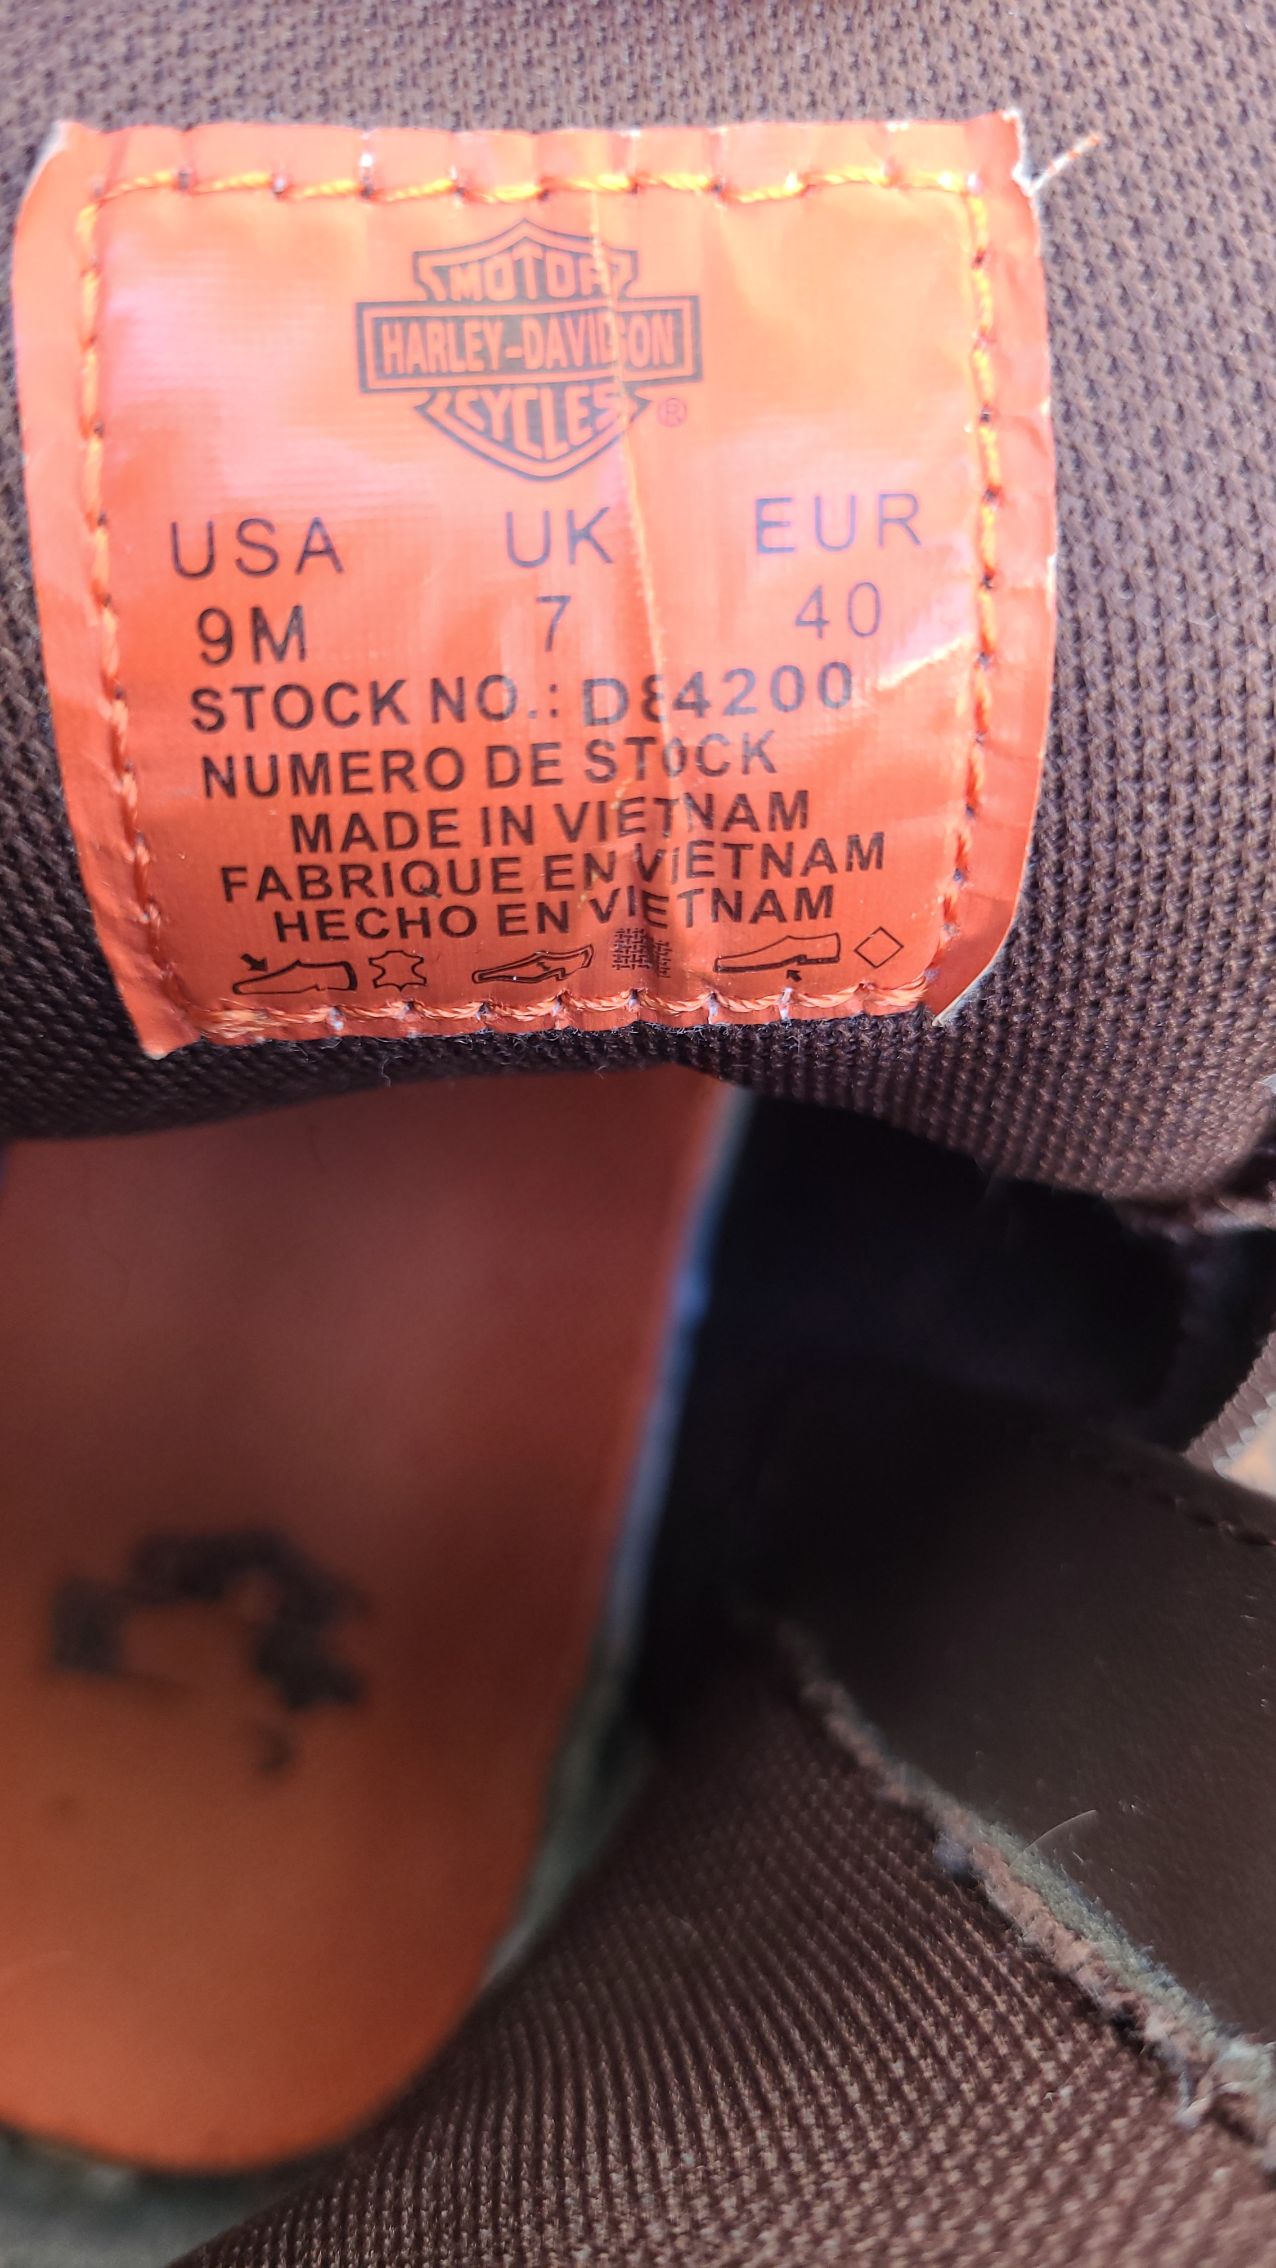 MOTOR
HARLEY-DAVIDSON
CYCLES ®
USA UK EUR
9M 7 40
STOCK NO.: D84200
NUMERO DE STOCK
MADE IN VIETNAM
FABRIQUE EN VIETNAM
HECHO EN VIETNAM